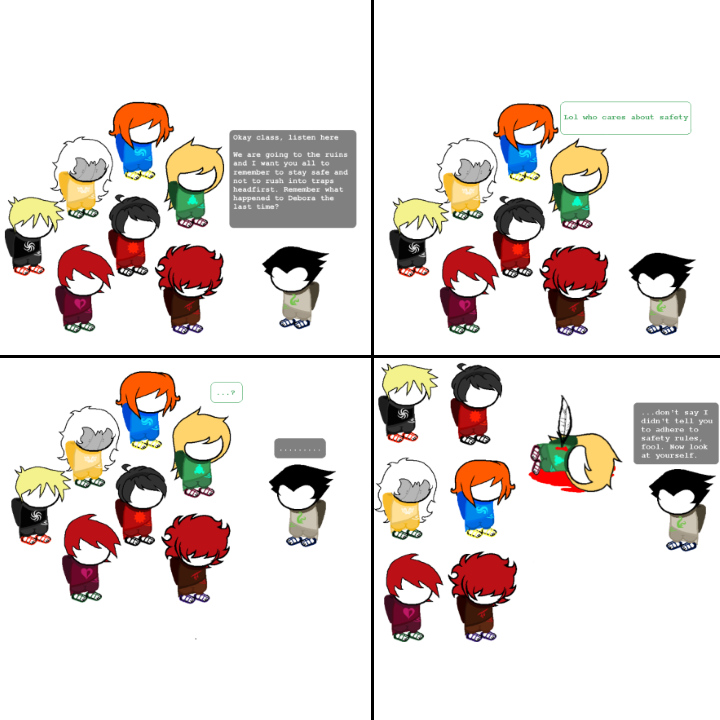 Okay class, listen here
We are going to the ruins
and I want you all to
remember to stay safe and
not to rush into traps
headfirst. Remember what
happened to Debora the
last time?
Lol who cares about safety
...?
.........
...don't say I
didn't tell you
to adhere to
safety rules,
fool. Now look
at yourself.